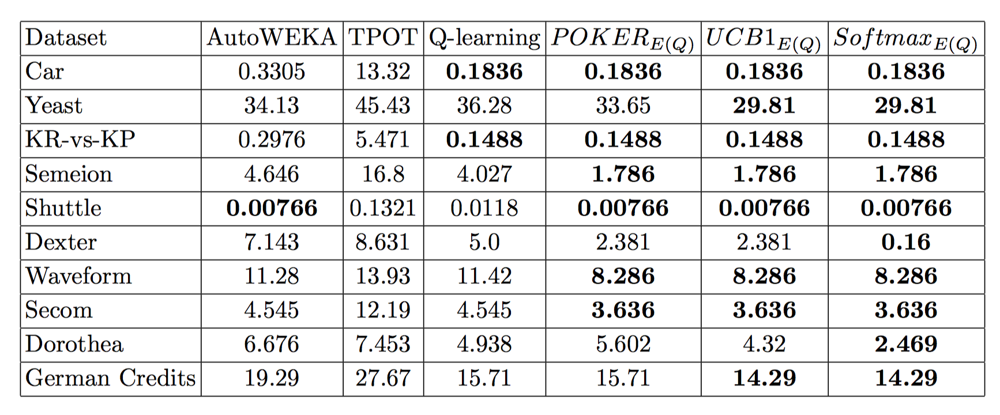 Dataset AutoWEKA TPOT Q-learning POKER_E(Q) UCB1_E(Q) Softmax_E(Q)
Car 0.3305 13.32 0.1836 0.1836 0.1836 0.1836
Yeast 34.13 45.43 36.28 33.65 29.81 29.81
KR-vs-KP 0.2976 5.471 0.1488 0.1488 0.1488 0.1488
Semeion 4.646 16.8 4.027 1.786 1.786 1.786
Shuttle 0.00766 0.1321 0.0118 0.00766 0.00766 0.00766
Dexter 7.143 8.631 5.0 2.381 2.381 0.16
Waveform 11.28 13.93 11.42 8.286 8.286 8.286
Secom 4.545 12.19 4.545 3.636 3.636 3.636
Dorothea 6.676 7.453 4.938 5.602 4.32 2.469
German Credits 19.29 27.67 15.71 15.71 14.29 14.29